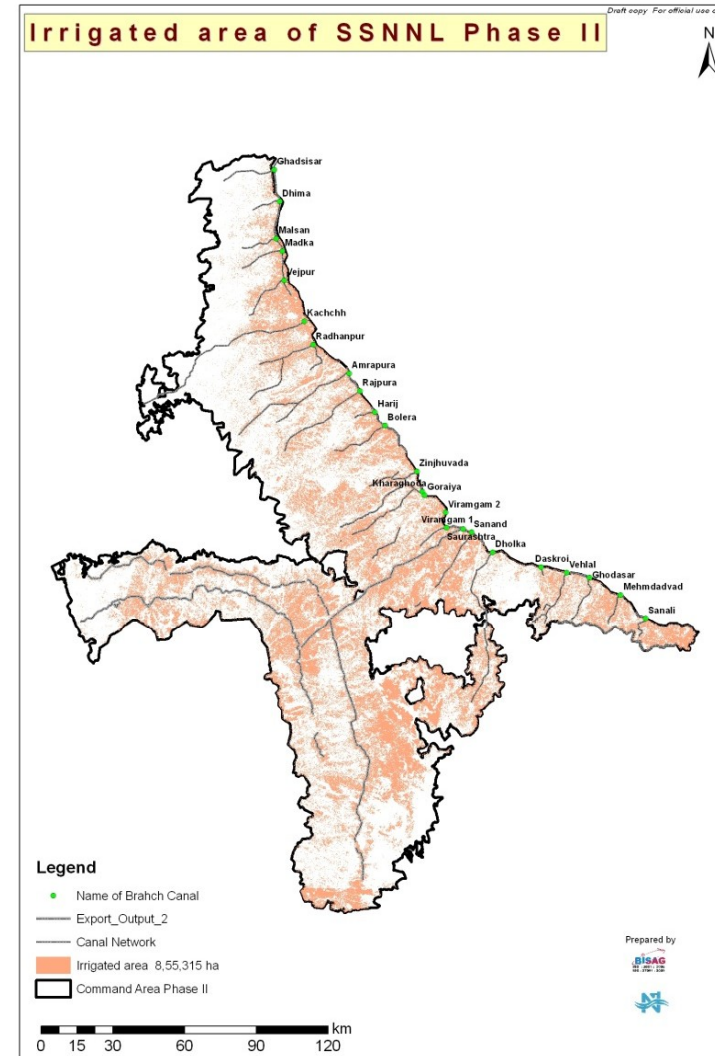 Draft copy For official use o
Irrigated area of SSNNL Phase II
N
Ghadsisar
Dhima
Malsan
Madka
Vejpur
Kachchh
Radhanpur
Amrapura
Rajpura
Harij
Bolera
Zinjhuvada
Kharaghoda
Goraiya
Viramgam 2
Viramgam 1
Sanand
Saurashtra
Dholka
Daskroi
Vehlal
Ghodasar
Mehmdadvad
Sanali
Legend
Name of Brahch Canal
Export_Output_2
Canal Network
Irrigated area 8,55,315 ha
Command Area Phase II
km
0 15 30 60 90 120
Prepared by
BISAG